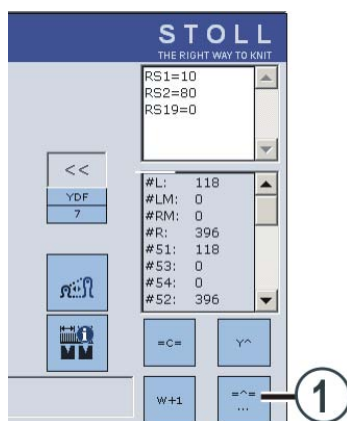 STOLL
THE RIGHT WAY TO KNIT
RS1=10
RS2=80
RS19=0
<<
YDF
7
#L: 118
#LM: 0
#RM: 0
#R: 396
#51: 118
#53: 0
#54: 0
#52: 396
=C=
Y^
W+1
=^=
...
1